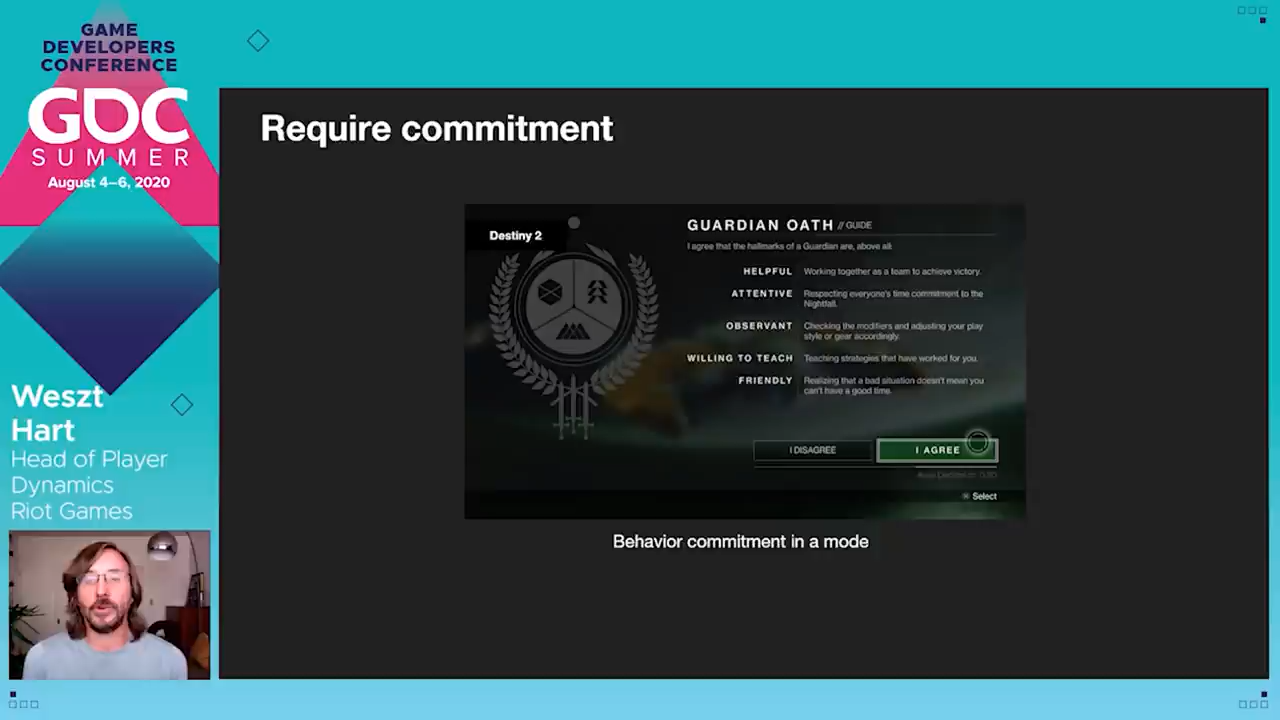 GAME
DEVELOPERS
CONFERENCE
GDC
SUMMER
August 4–6, 2020
Weszt
Hart
Head of Player
Dynamics
Riot Games
Require commitment
Destiny 2
GUARDIAN OATH // GUIDE
I agree that the hallmarks of a Guardian are, above all:
HELPFUL Working together as a team to achieve victory.
ATTENTIVE Respecting everyone's time commitment to the
Nightfall.
OBSERVANT Checking the modifiers and adjusting your play
style or gear accordingly.
WILLING TO TEACH Teaching strategies that have worked for you.
FRIENDLY Realizing that a bad situation doesn't mean you
can't have a good time.
I DISAGREE
I AGREE
Select
Behavior commitment in a mode